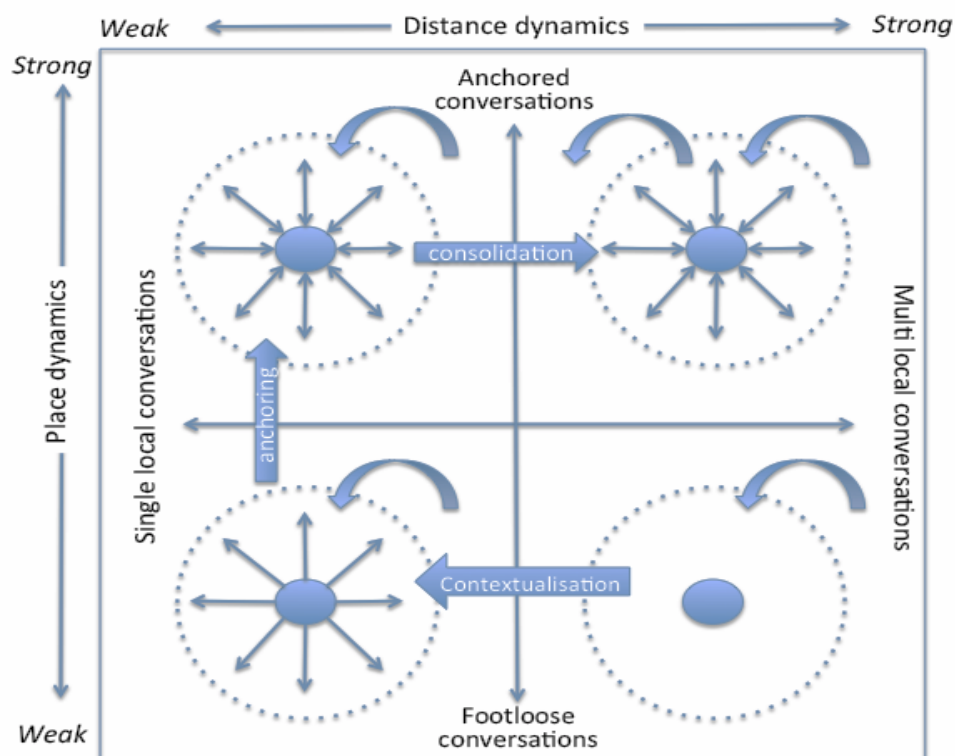 Weak
Distance dynamics
Strong
Strong
Anchored
conversations
consolidation
Place dynamics
Single local conversations
Multi local conversations
anchoring
Contextualisation
Weak
Footloose
conversations